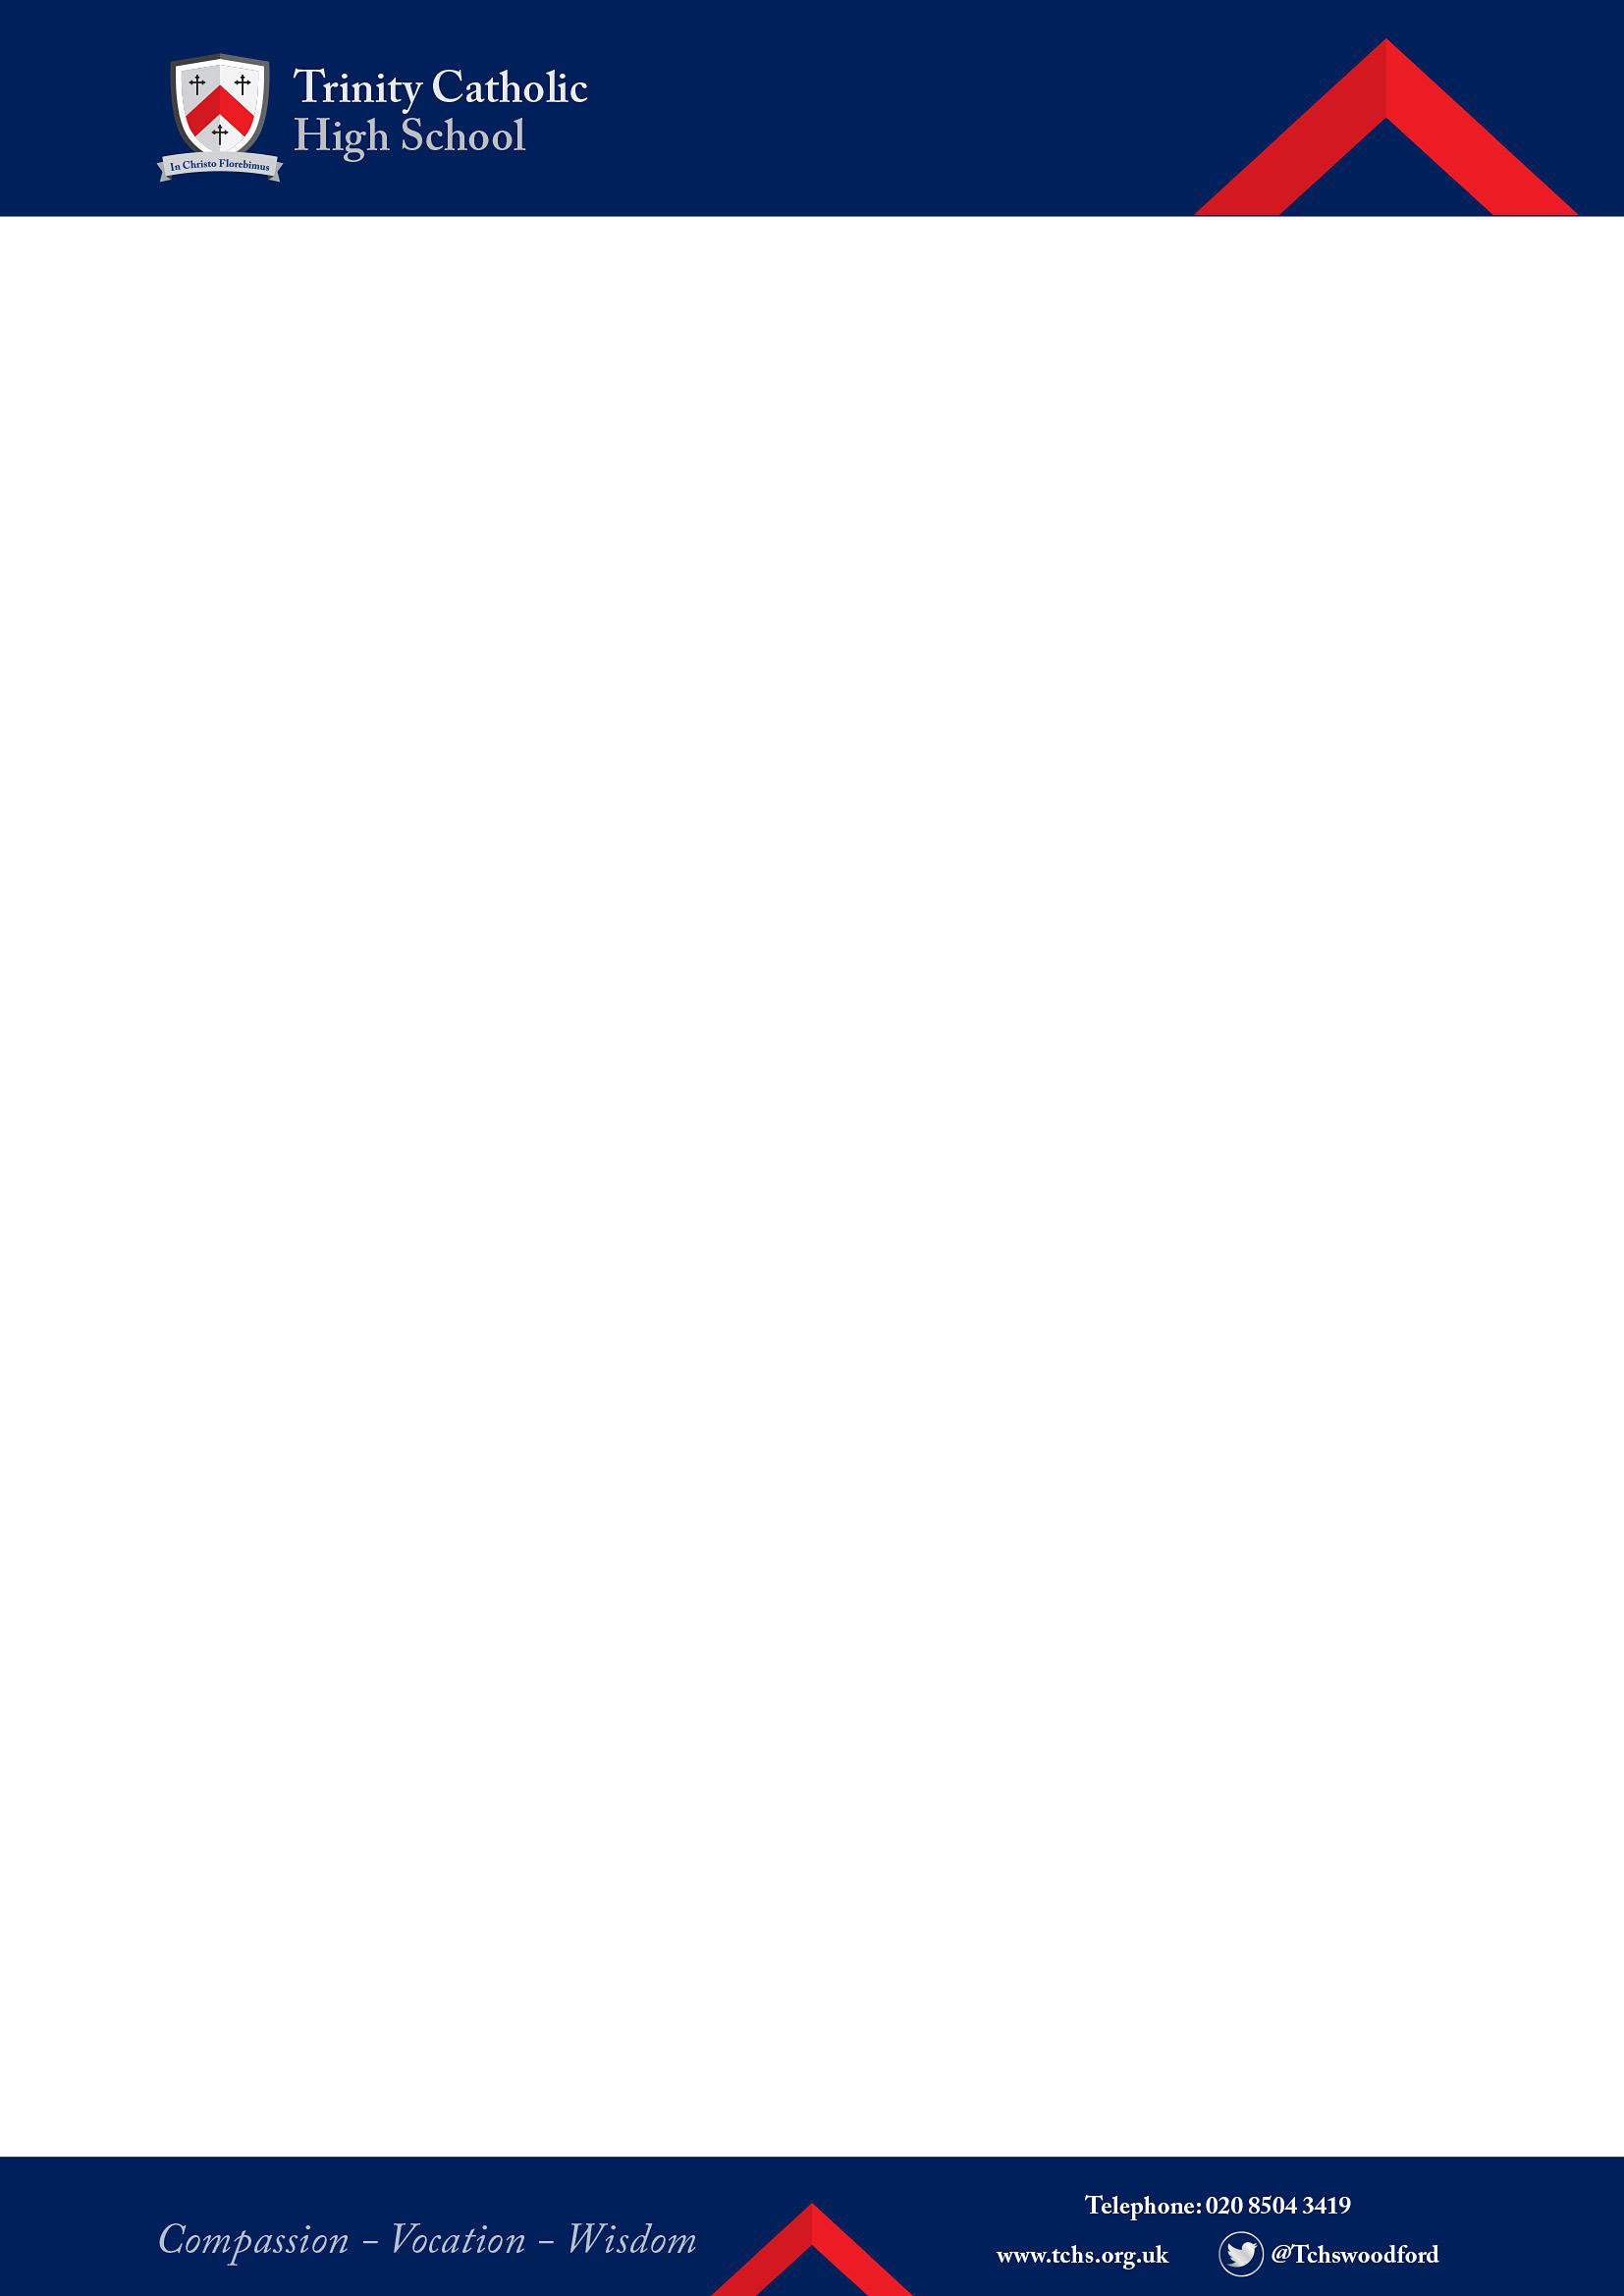 Trinity Catholic
High School
In Christo Florebimus
Compassion – Vocation – Wisdom
Telephone: 020 8504 3419
www.tchs.org.uk
@Tchswoodford